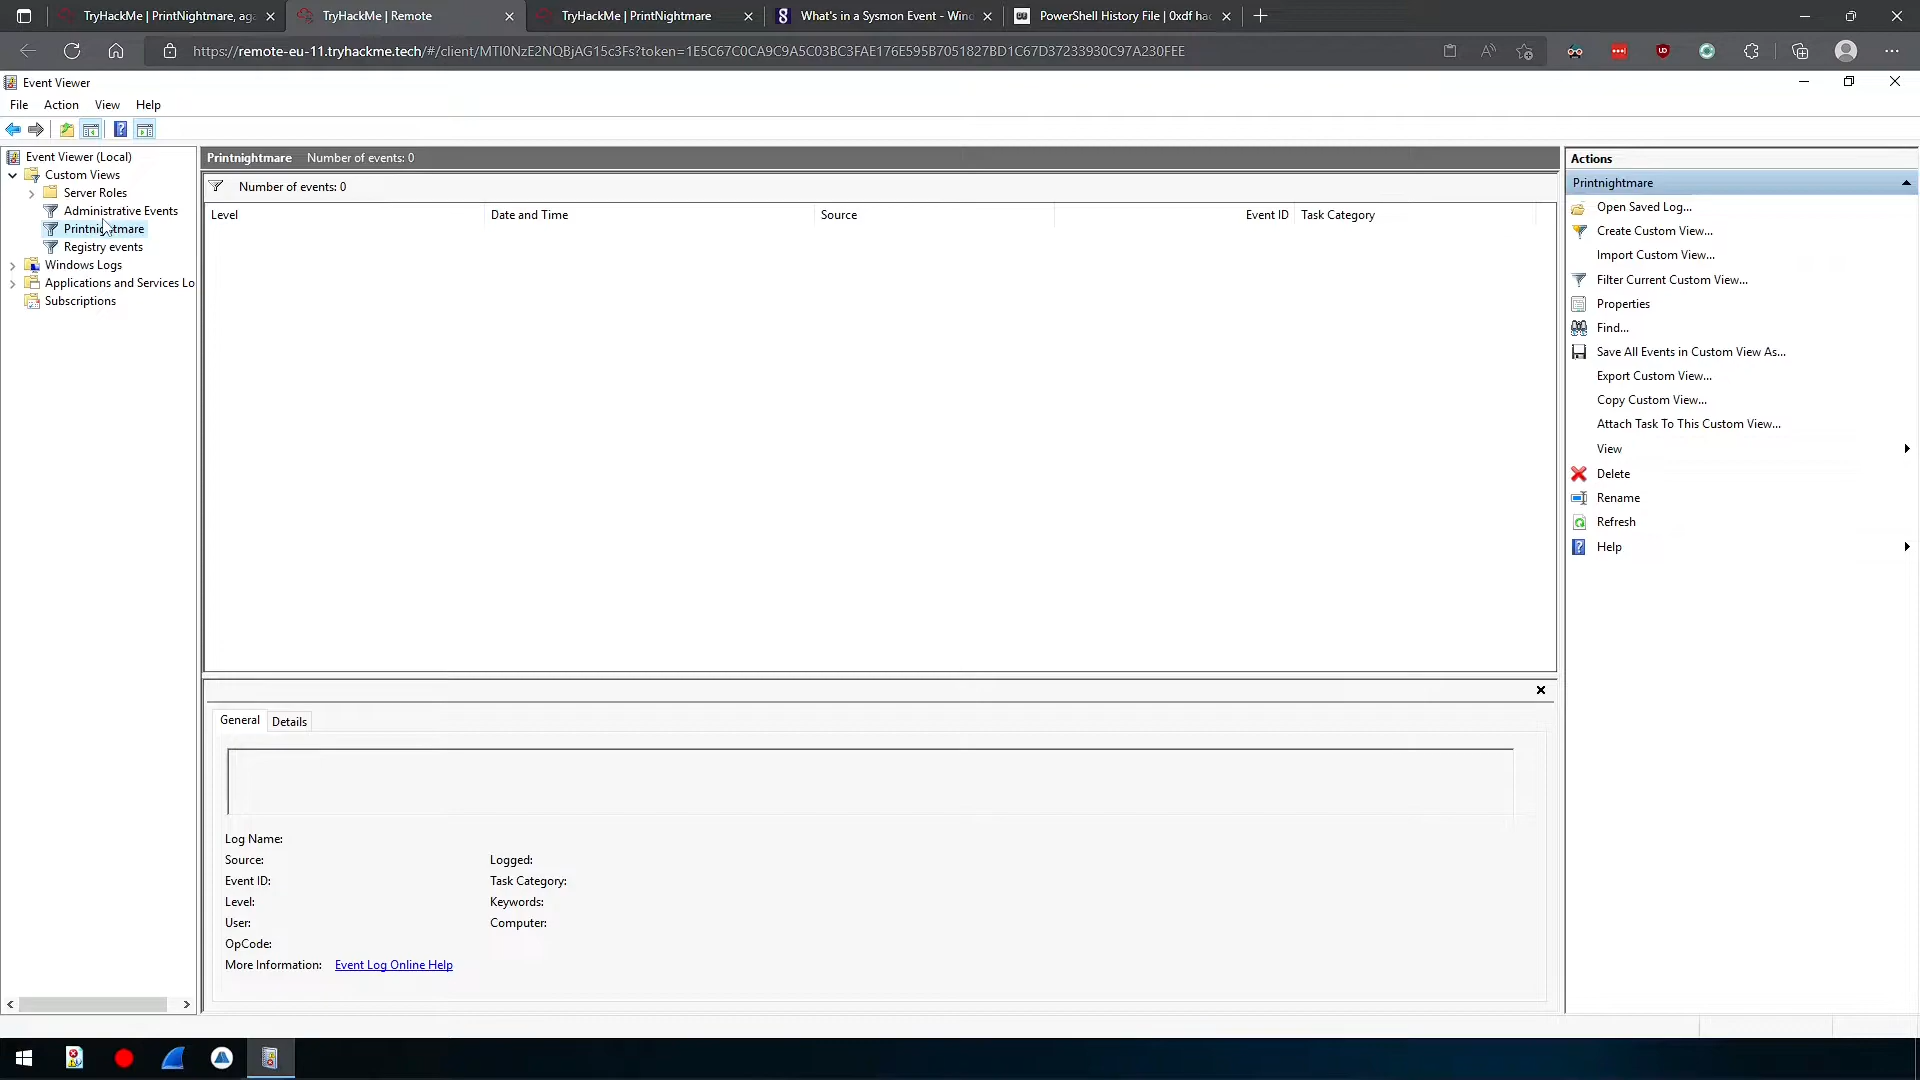 TryHackMe | PrintNightmare, aga
TryHackMe | Remote
TryHackMe | PrintNightmare
What's in a Sysmon Event - Wind
PowerShell History File | 0xdf hac
https://remote-eu-11.tryhackme.tech/#/client/MTI0NzE2NQBjAG15c3Fs?token=1E5C67C0CA9C9A5C03BC3FAE176E595B7051827BD1C67D37233930C97A230FEE
Event Viewer
File Action View Help
Event Viewer (Local)
Custom Views
Server Roles
Administrative Events
Printnightmare
Registry events
Windows Logs
Applications and Services Lo
Subscriptions
Printnightmare Number of events: 0
Number of events: 0
Level Date and Time Source Event ID Task Category
General Details
Log Name:
Source: Logged:
Event ID: Task Category:
Level: Keywords:
User: Computer:
OpCode:
More Information: Event Log Online Help
Actions
Printnightmare
Open Saved Log...
Create Custom View...
Import Custom View...
Filter Current Custom View...
Properties
Find...
Save All Events in Custom View As...
Export Custom View...
Copy Custom View...
Attach Task To This Custom View...
View
Delete
Rename
Refresh
Help